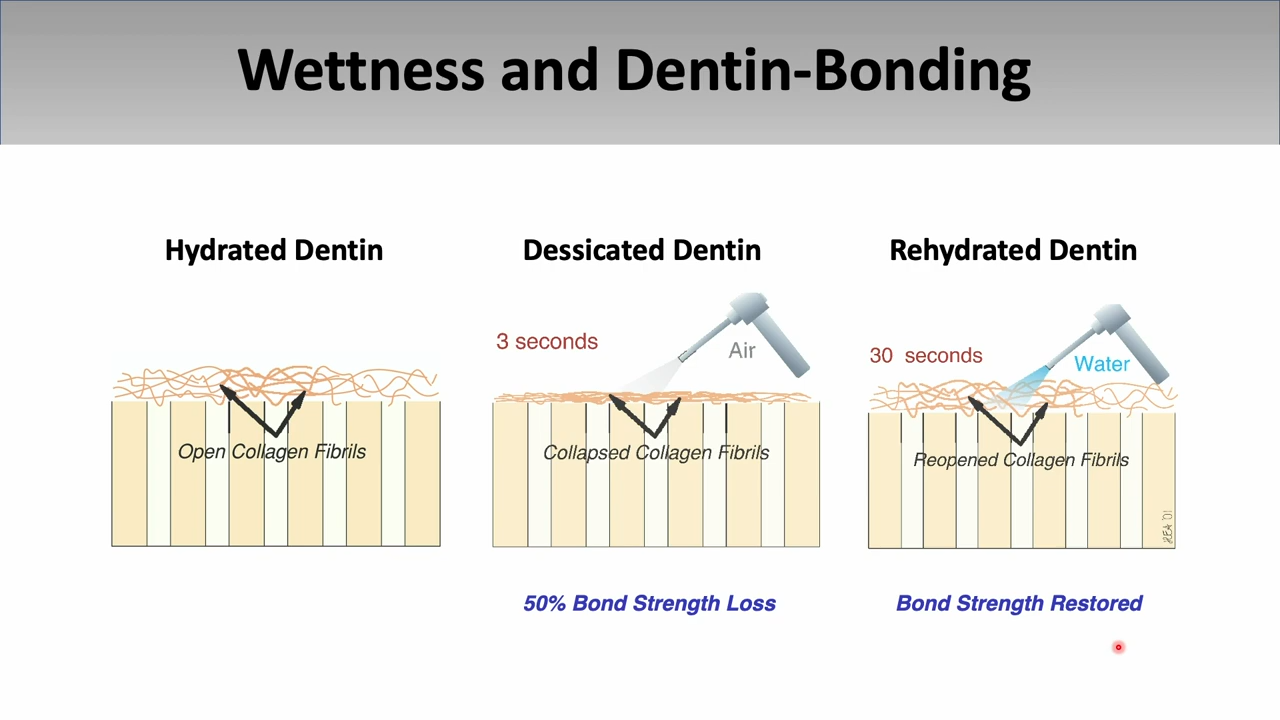 Wettness and Dentin-Bonding
Hydrated Dentin
Open Collagen Fibrils
Dessicated Dentin
3 seconds
Air
Collapsed Collagen Fibrils
50% Bond Strength Loss
Rehydrated Dentin
30 seconds
Water
Reopened Collagen Fibrils
Bond Strength Restored